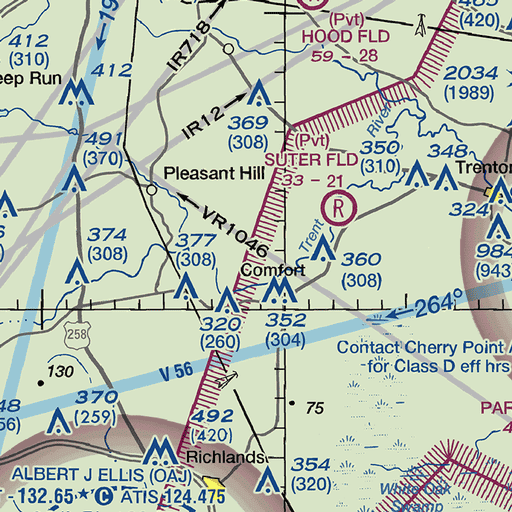 465
(420)
(Pvt)
HOOD FLD
59 - 28
412
(310)
IR718
eep Run
412
2034
(1989)
IR12
369
(308)
River
491
(370)
(Pvt)
SUTER FLD
33 - 21
350
(310)
348
Trenton
Pleasant Hill
R
324
VR1046
Trent
374
(308)
377
(308)
360
(308)
984
(943)
Comfort
264°
320
(260)
352
(304)
258
Contact Cherry Point A
for Class D eff hrs
V 56
130
370
(259)
48
56)
75
492
(420)
PAR
Richlands
354
(320)
ALBERT J ELLIS (OAJ)
- 132.65 * C ATIS 124.475
White Oak
Swamp